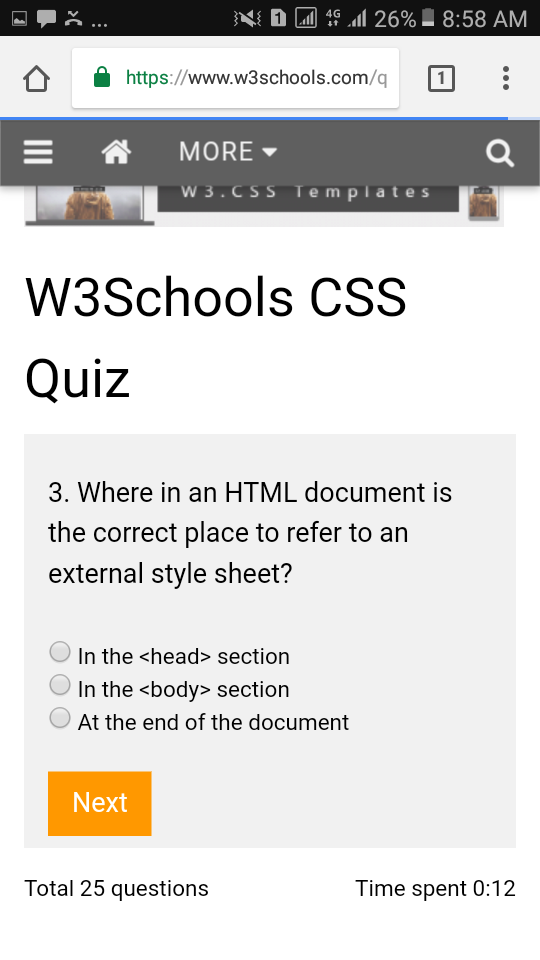 ... 1 4G 26% 8:58 AM
https://www.w3schools.com/q 1
MORE
W3.CSS Templates
W3Schools CSS
Quiz
3. Where in an HTML document is
the correct place to refer to an
external style sheet?
In the <head> section
In the <body> section
At the end of the document
Next
Total 25 questions Time spent 0:12